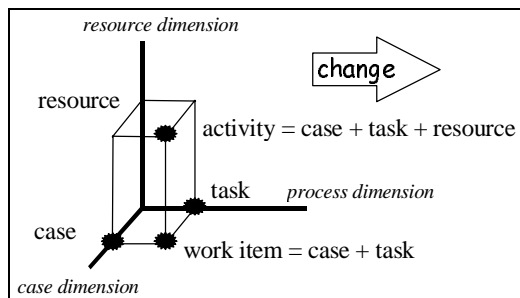 resource dimension
change
resource
activity = case + task + resource
task
process dimension
case
work item = case + task
case dimension